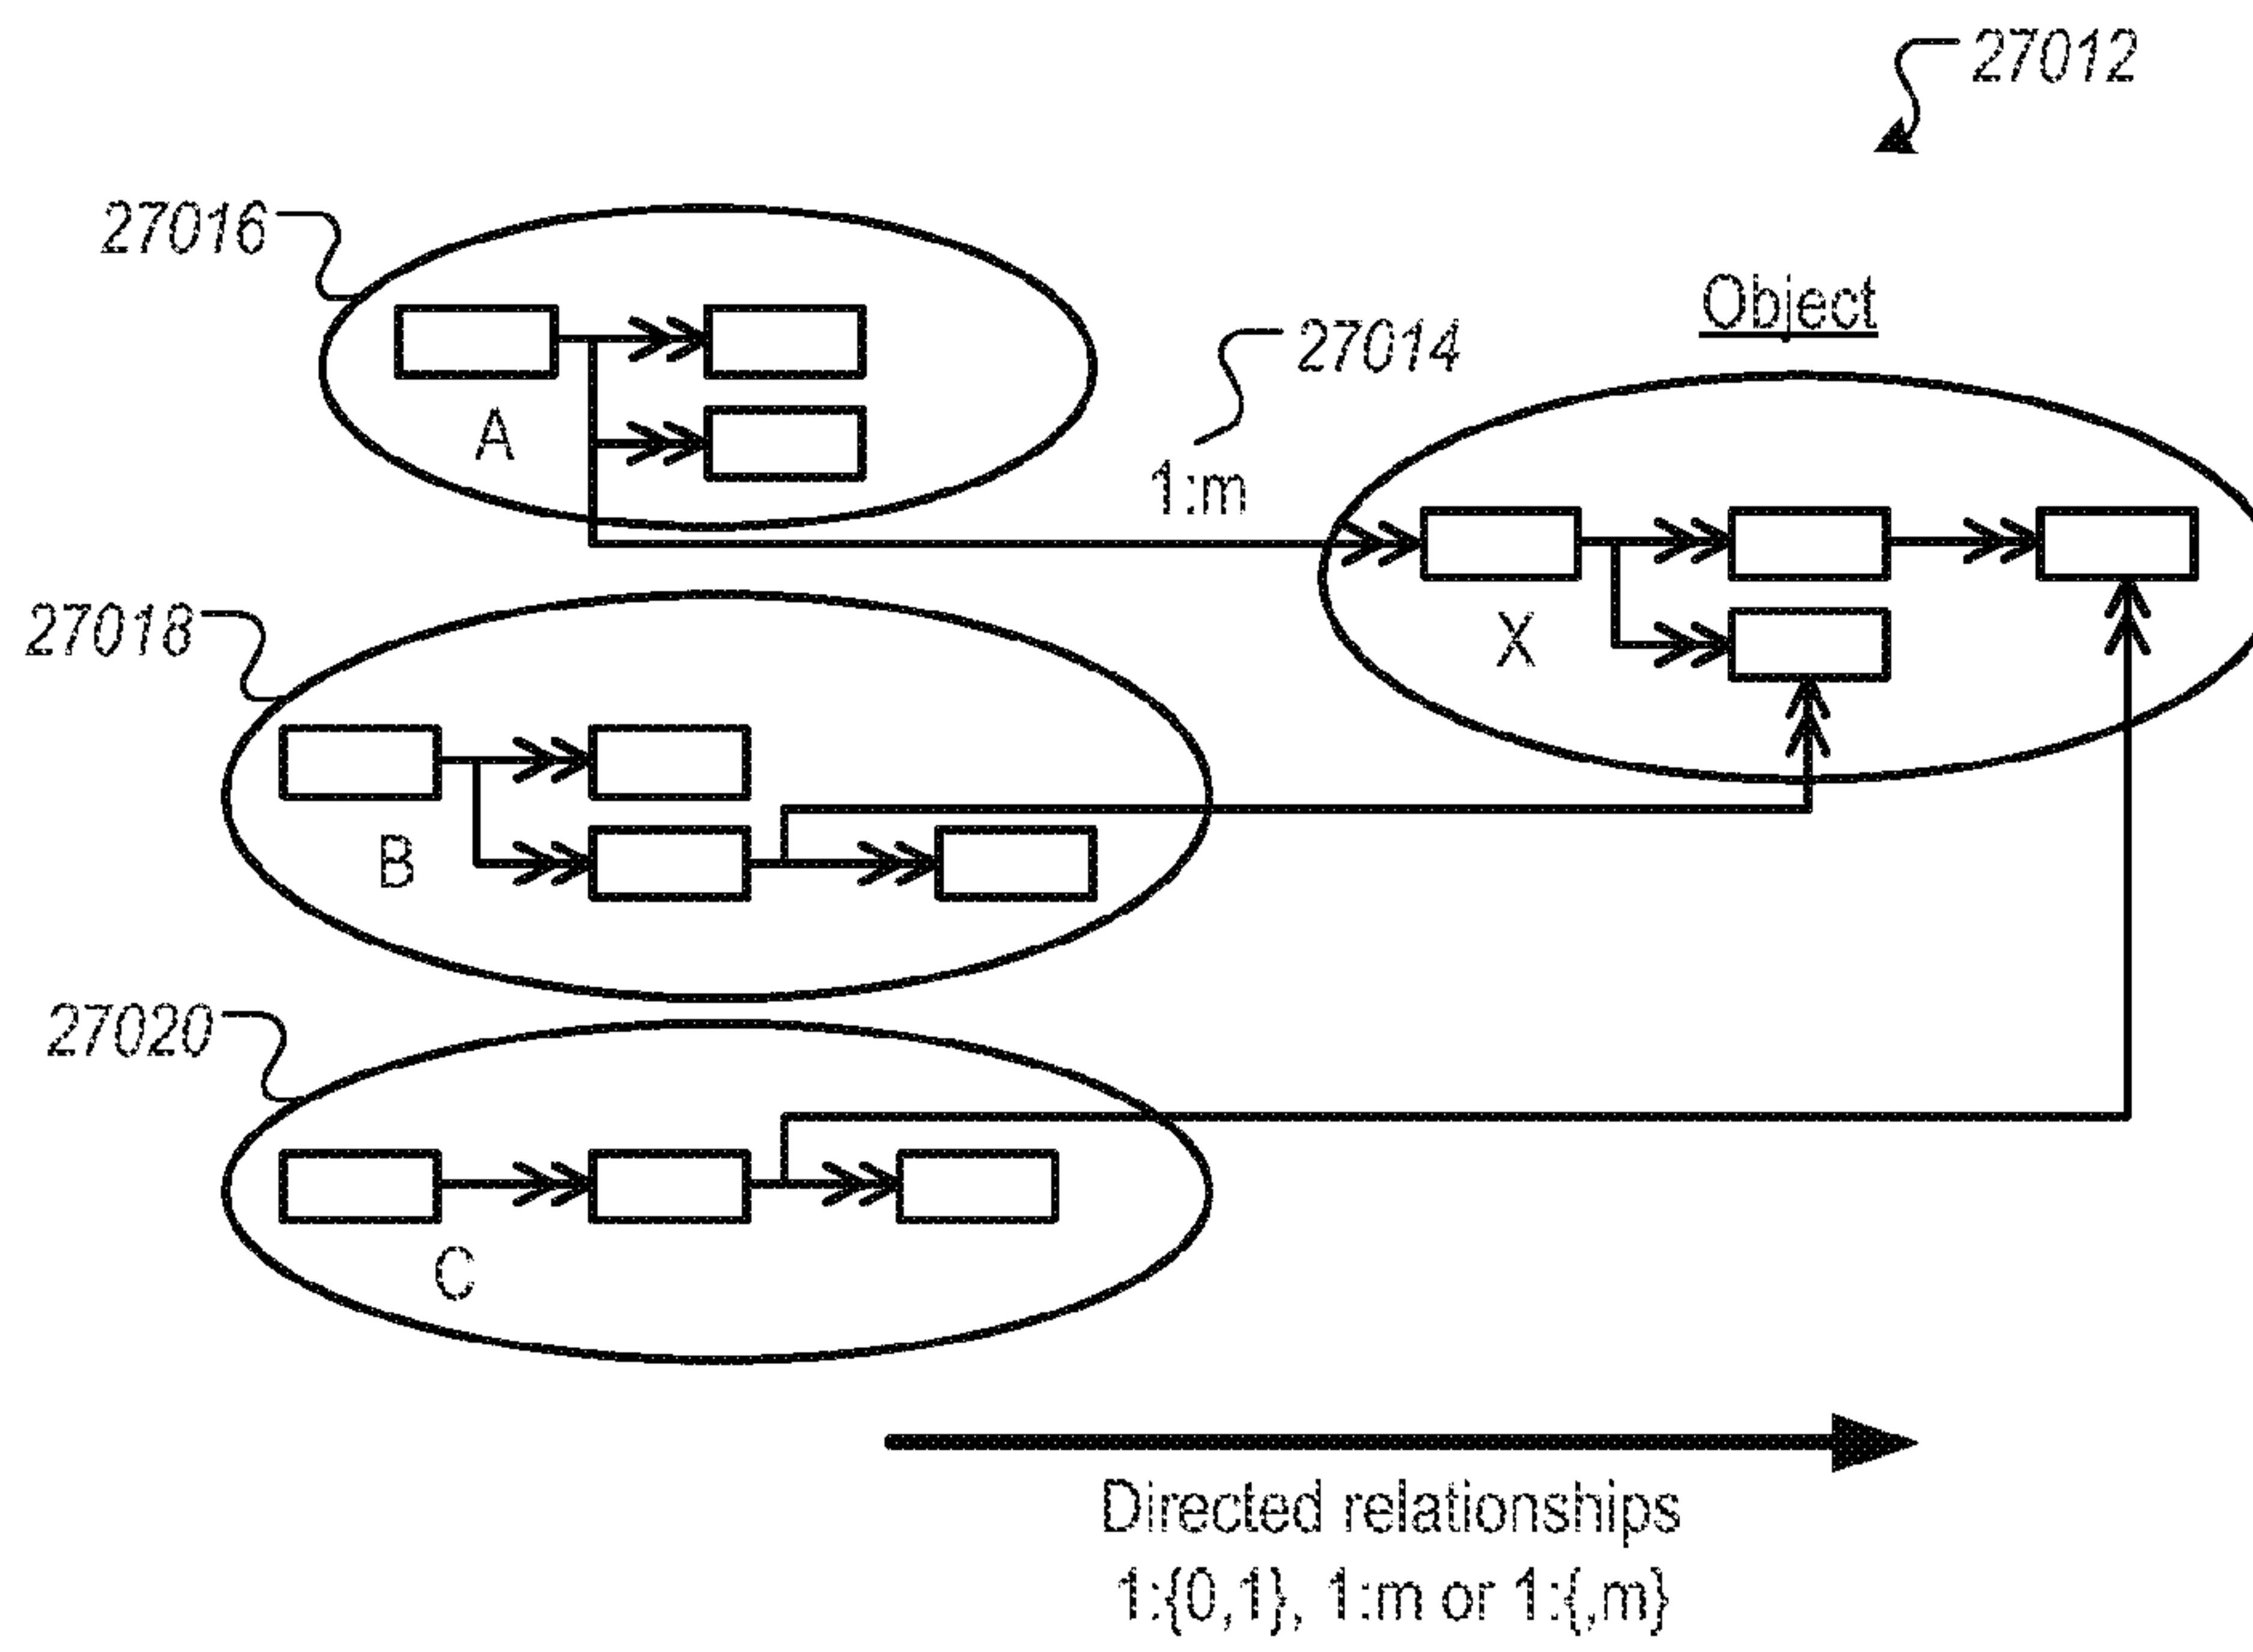 27012
27016
Object
27014
A
1:m
27018
X
B
27020
C
Directed relationships
1:{0,1}, 1:m or 1:{,m}